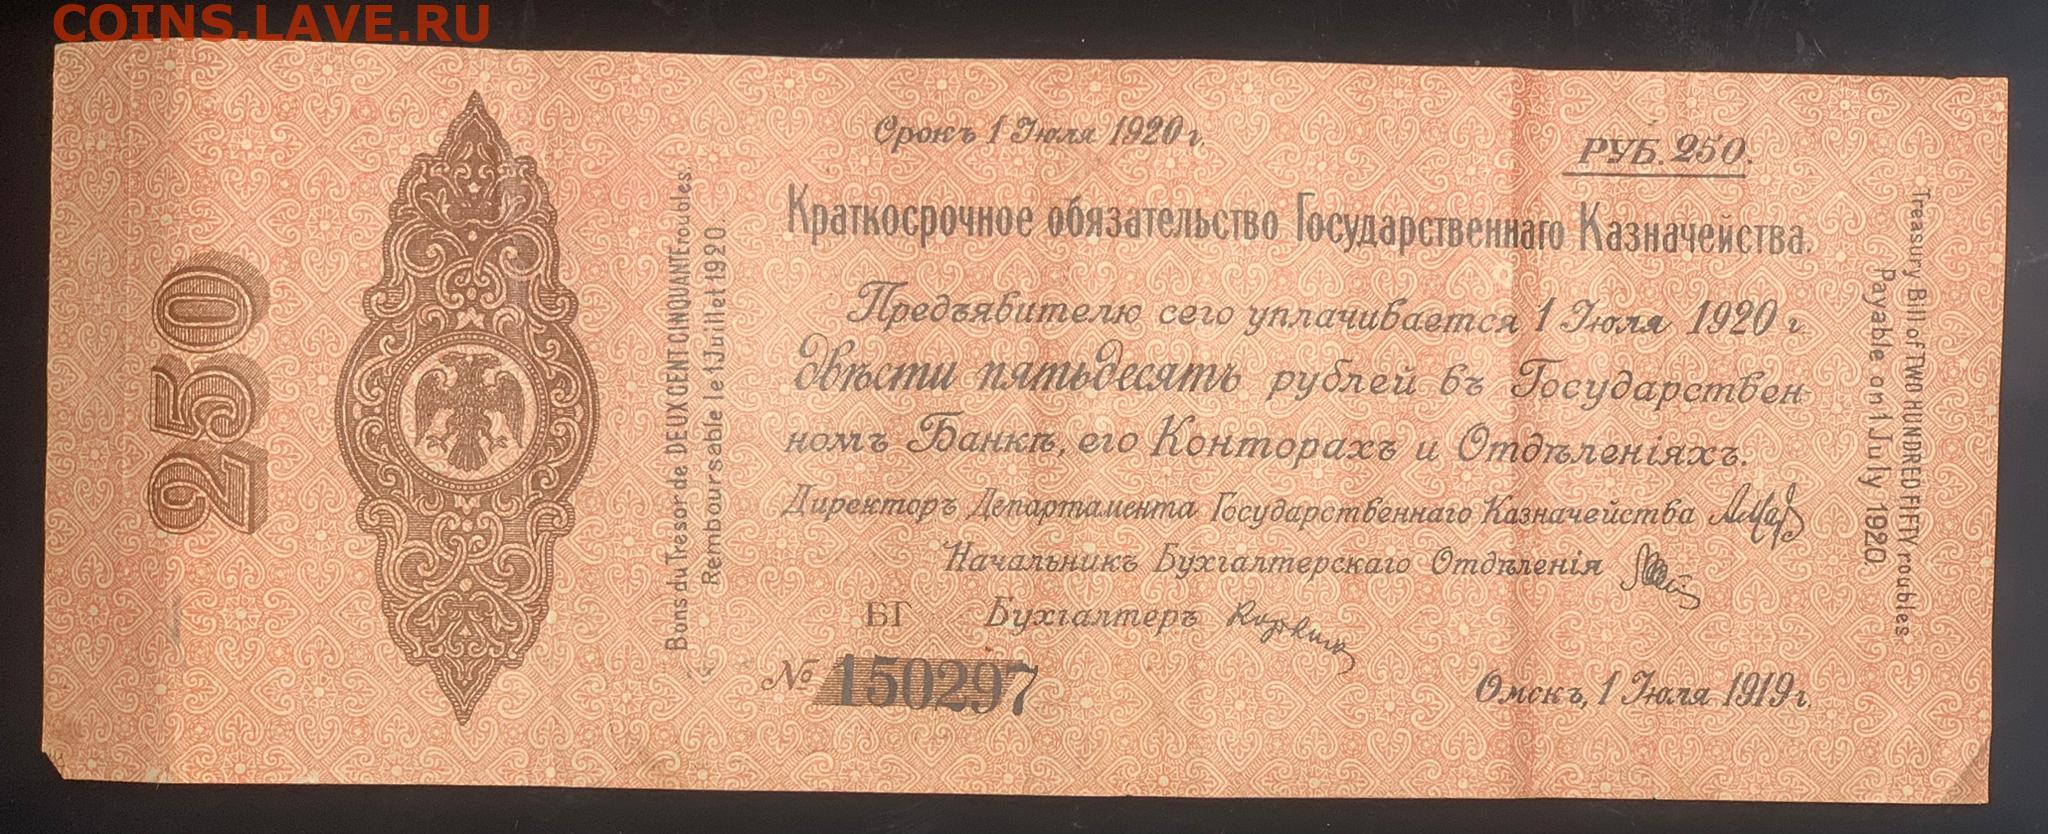 COINS.LAVE.RU
250
Bons du Tresor de DEUX CENT CINQUANTE roubles.
Remboursable le 1 Juillet 1920.
Срокъ 1 Июля 1920 г.
РУБ. 250.
Краткосрочное обязательство Государственнаго Казначейства.
Предъявителю сего уплачивается 1 Июля 1920 г.
Двѣсти пятьдесятъ рублей въ Государствен-
номъ Банкѣ, его Конторахъ и Отдѣленіяхъ.
Директоръ Департамента Государственнаго Казначейства
Начальникъ Бухгалтерскаго Отдѣленія
БГ Бухгалтеръ
№ 150297
Омскъ, 1 Июля 1919 г.
Treasury Bill of TWO HUNDRED FIFTY roubles
Payable on 1 July 1920.